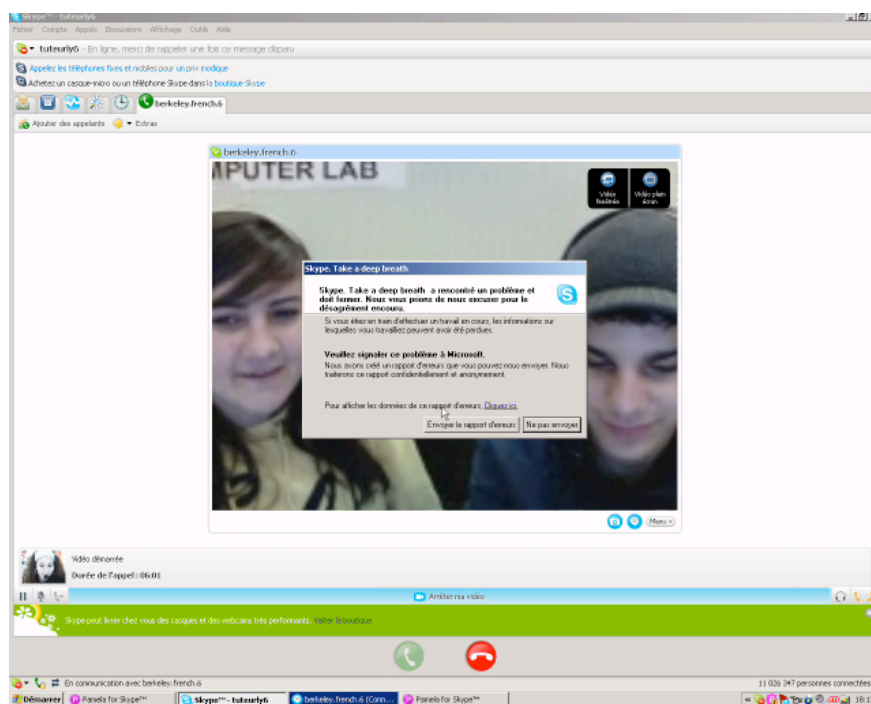 Skype™ - tuteurly6
Fichier Compte Appels Discussions Affichage Outils Aide
tuteurly6 - En ligne, merci de rappeler une fois ce message disparu
Appelez les téléphones fixes et mobiles pour un prix modique
Achetez un casque-micro ou un téléphone Skype dans la boutique Skype
berkeley.french.6
Ajouter des appelants Extras
berkeley.french.6
MPUTER LAB
Vidéo fenêtrée
Vidéo plein écran
Skype. Take a deep breath
Skype. Take a deep breath a rencontré un problème et
doit fermer. Nous vous prions de nous excuser pour le
désagrément encouru.
Si vous étiez en train d'effectuer un travail en cours, les informations sur
lesquelles vous travailliez peuvent avoir été perdues.
Veuillez signaler ce problème à Microsoft.
Nous avons créé un rapport d'erreurs que vous pouvez nous envoyer. Nous
traiterons ce rapport confidentiellement et anonymement.
Pour afficher les données de ce rapport d'erreurs, Cliquez ici.
Envoyer le rapport d'erreurs Ne pas envoyer
Menu
Vidéo démarrée
Durée de l'appel : 06:01
Arrêter ma vidéo
Skype peut livrer chez vous des casques et des webcams très performants. Visiter la boutique
En communication avec berkeley.french.6 11 026 347 personnes connectées
Démarrer Pamela for Skype™ Skype™ - tuteurly6 berkeley.french.6 (Conn... Pamela for Skype™